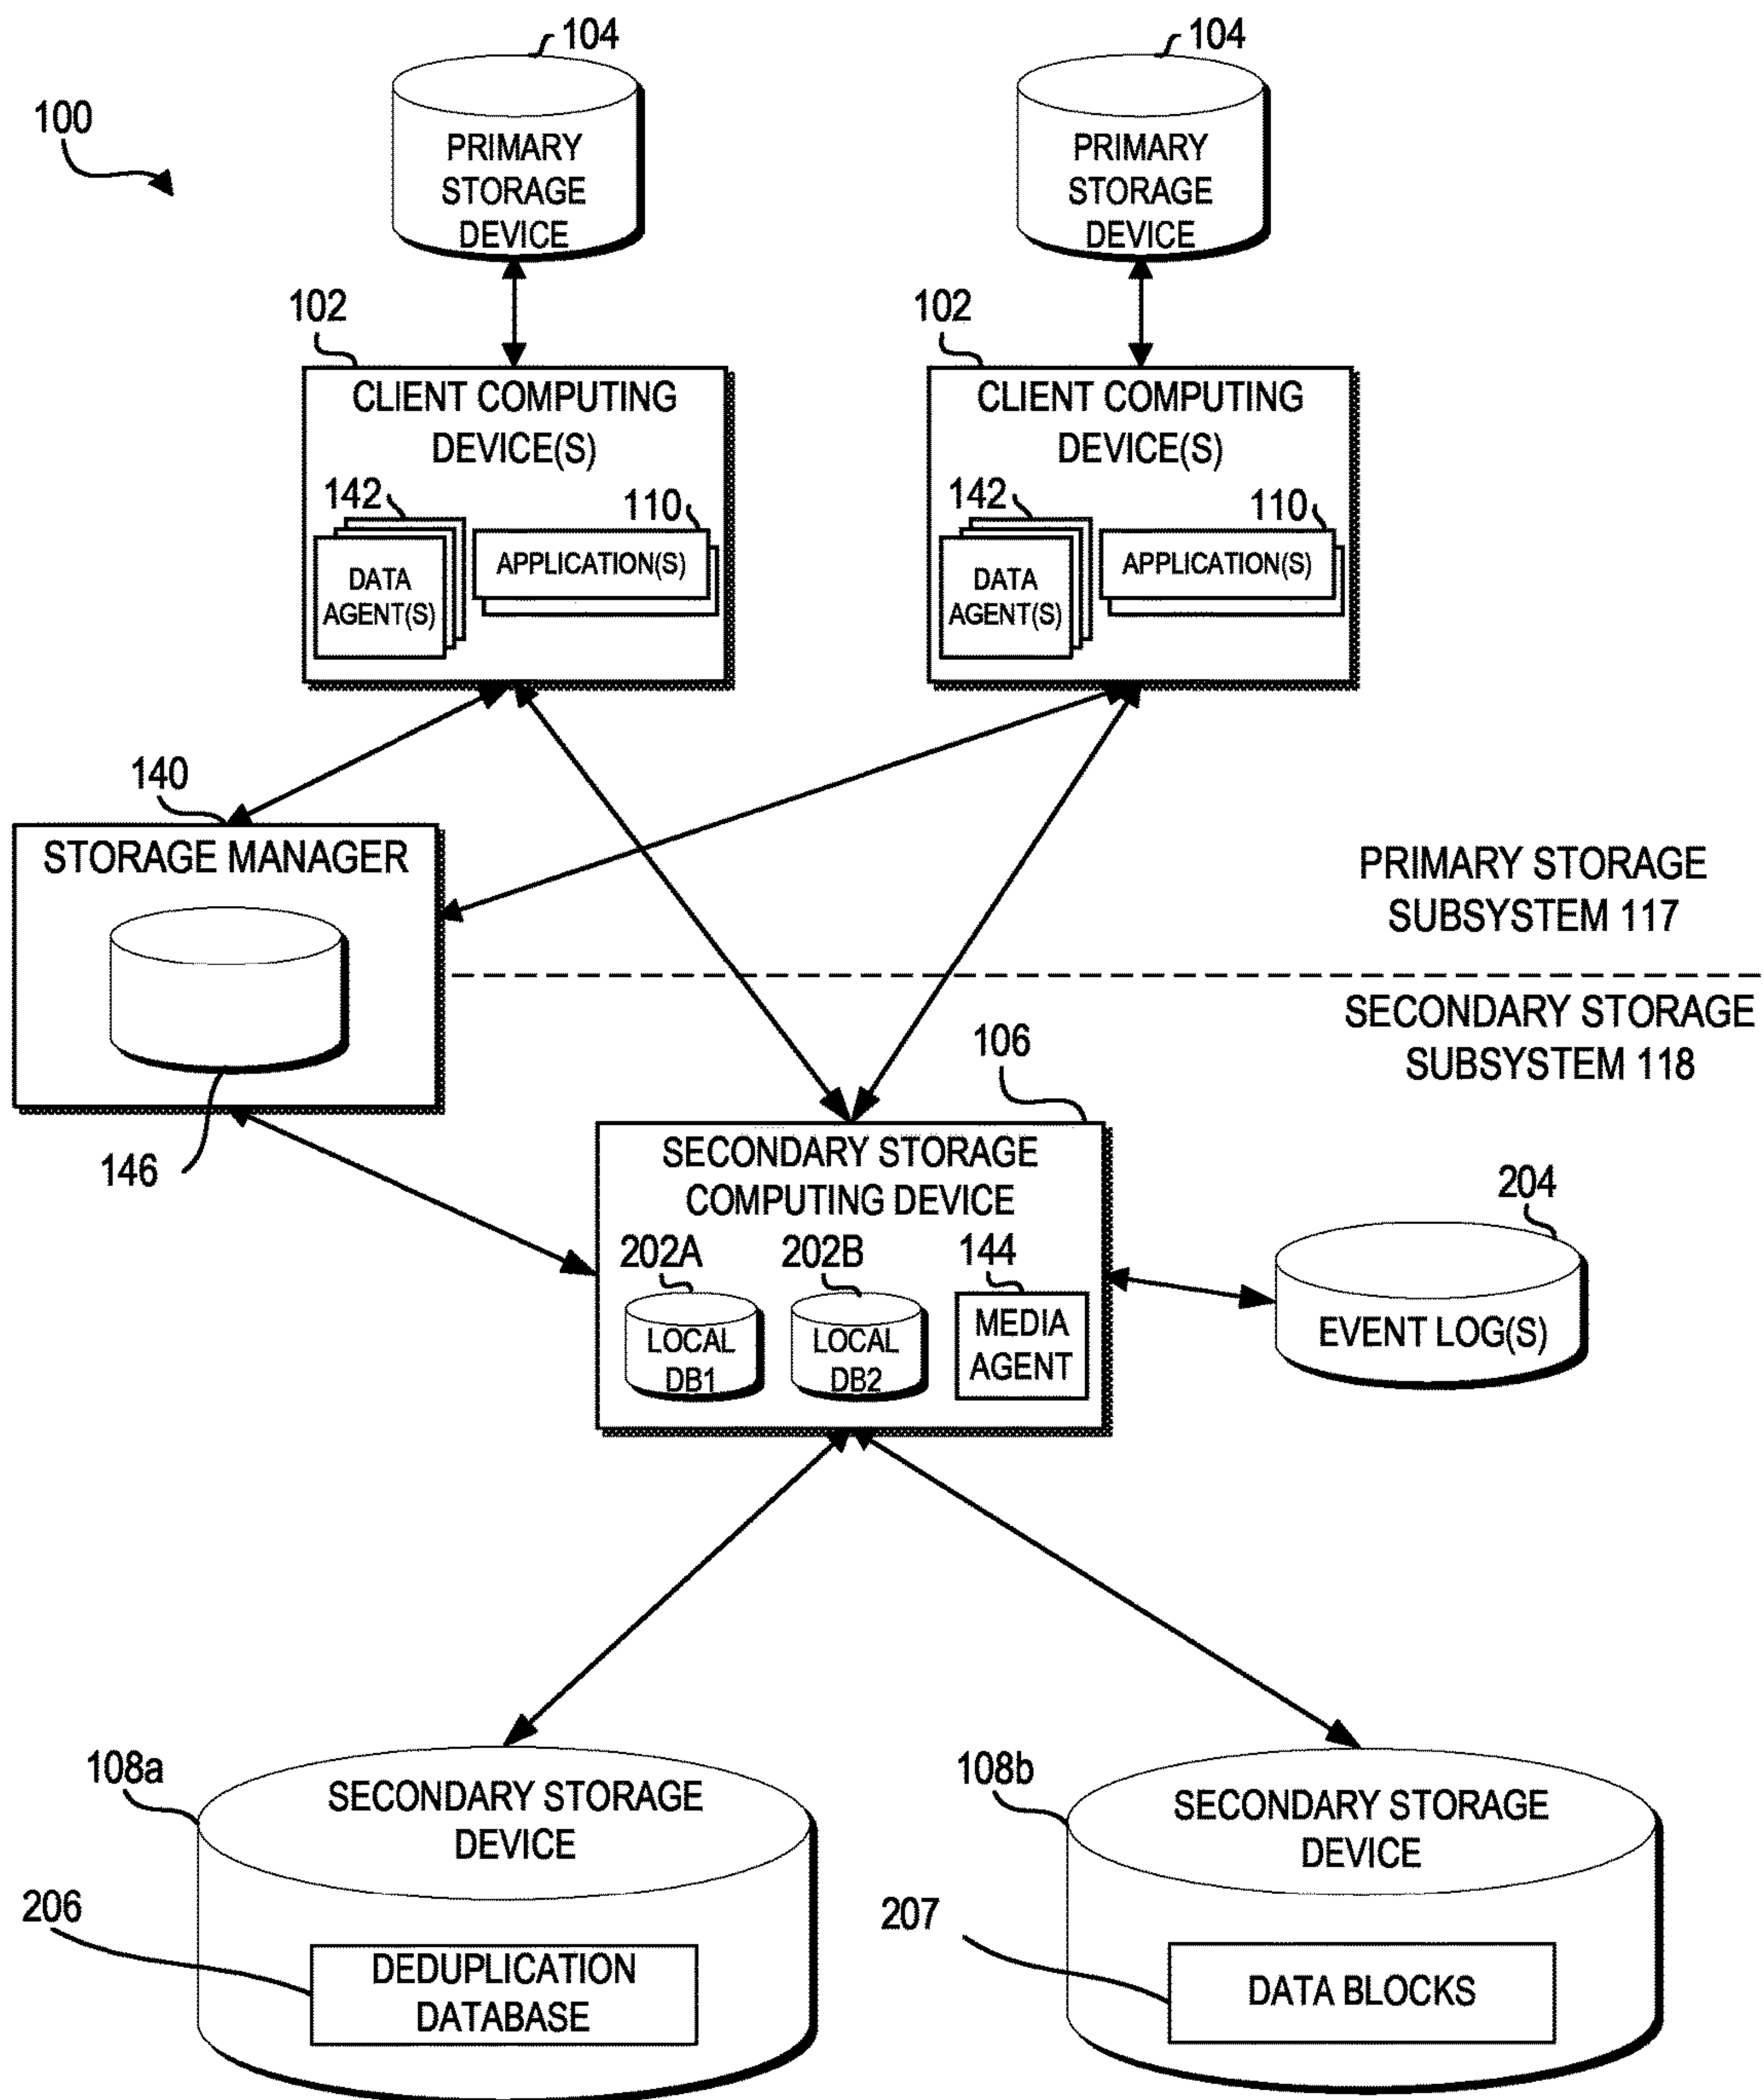 104
104
100
PRIMARY
STORAGE
DEVICE
PRIMARY
STORAGE
DEVICE
102
102
CLIENT COMPUTING
DEVICE(S)
CLIENT COMPUTING
DEVICE(S)
142
110
142
110
DATA
AGENT(S)
APPLICATION(S)
DATA
AGENT(S)
APPLICATION(S)
140
STORAGE MANAGER
PRIMARY STORAGE
SUBSYSTEM 117
SECONDARY STORAGE
SUBSYSTEM 118
106
146
SECONDARY STORAGE
COMPUTING DEVICE
204
202A
202B
144
LOCAL
DB1
LOCAL
DB2
MEDIA
AGENT
EVENT LOG(S)
108a
SECONDARY STORAGE
DEVICE
108b
SECONDARY STORAGE
DEVICE
206
DEDUPLICATION
DATABASE
207
DATA BLOCKS